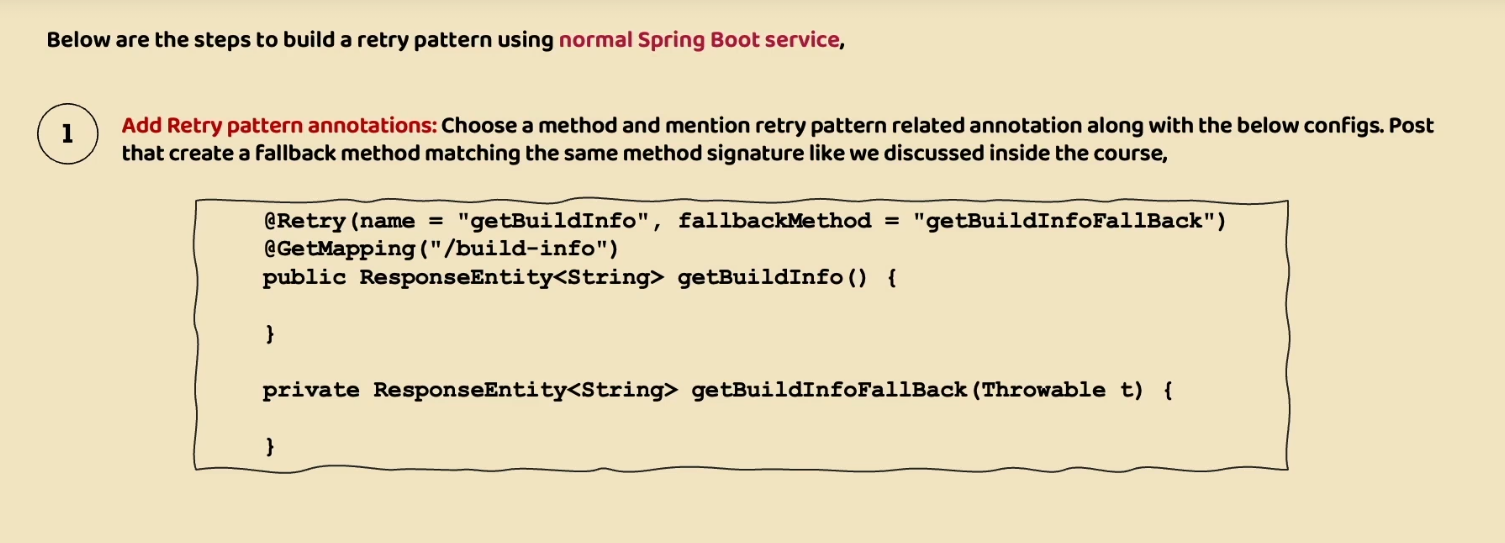 Below are the steps to build a retry pattern using normal Spring Boot service,
1
Add Retry pattern annotations: Choose a method and mention retry pattern related annotation along with the below configs. Post
that create a fallback method matching the same method signature like we discussed inside the course,
@Retry(name = "getBuildInfo", fallbackMethod = "getBuildInfoFallBack")
@GetMapping("/build-info")
public ResponseEntity<String> getBuildInfo() {
}
private ResponseEntity<String> getBuildInfoFallBack(Throwable t) {
}